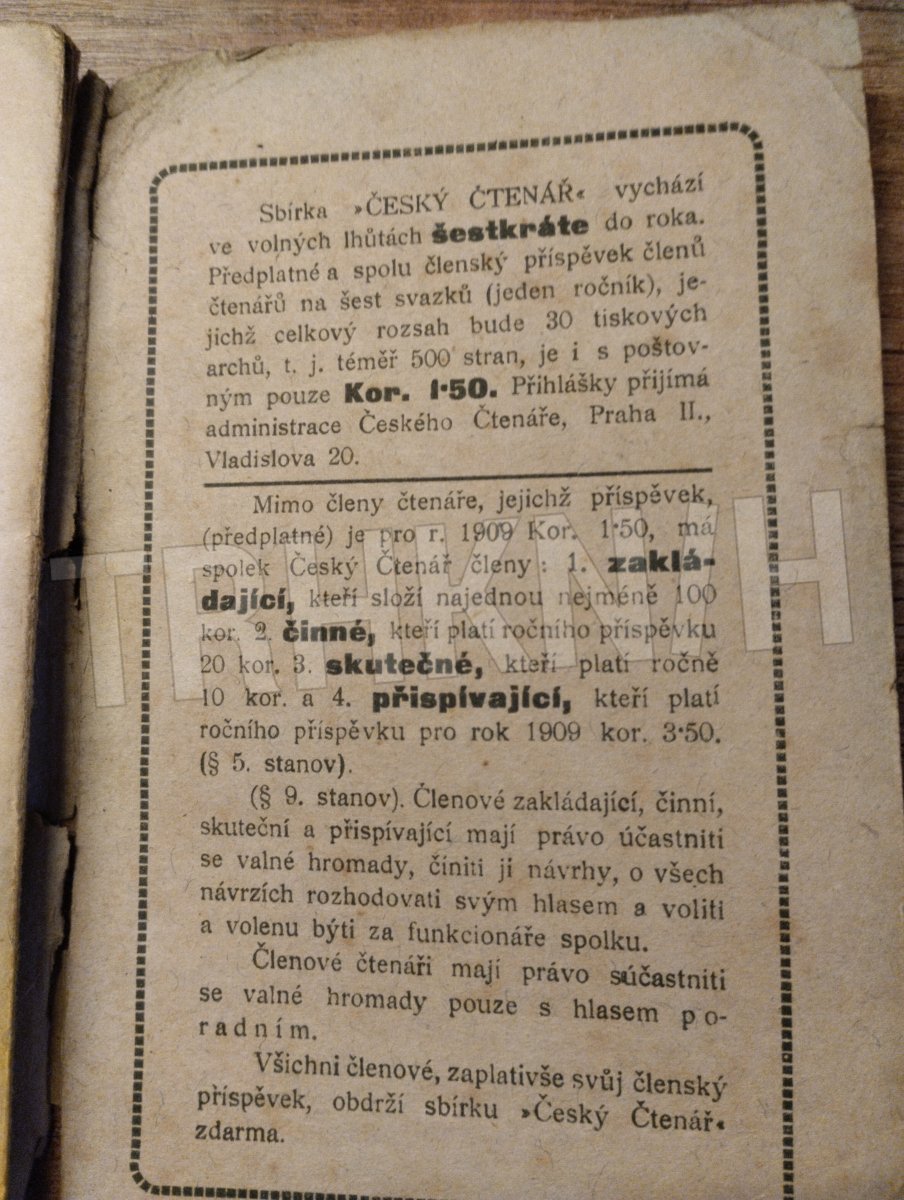 Sbírka »ČESKÝ ČTENÁŘ« vychází
ve volných lhůtách šestkráte do roka.
Předplatné a spolu členský příspěvek členů
čtenářů na šest svazků (jeden ročník), je-
jichž celkový rozsah bude 30 tiskových
archů, t. j. téměř 500 stran, je i s poštov-
ným pouze Kor. 1·50. Přihlášky přijímá
administrace Českého Čtenáře, Praha II.,
Vladislova 20.
Mimo členy čtenáře, jejichž příspěvek,
(předplatné) je pro r. 1909 Kor. 1·50, má
spolek Český Čtenář členy: 1. zaklá-
dající, kteří složí najednou nejméně 100
kor. 2. činné, kteří platí ročního příspěvku
20 kor. 3. skutečné, kteří platí ročně
10 kor. a 4. přispívající, kteří platí
ročního příspěvku pro rok 1909 kor. 3·50.
(§ 5. stanov).
(§ 9. stanov). Členové zakládající, činní,
skuteční a přispívající mají právo účastniti
se valné hromady, činiti jí návrhy, o všech
návrzích rozhodovati svým hlasem a voliti
a volenu býti za funkcionáře spolku.
Členové čtenáři mají právo súčastniti
se valné hromady pouze s hlasem po-
radním.
Všichni členové, zaplativše svůj členský
příspěvek, obdrží sbírku »Český Čtenář«
zdarma.